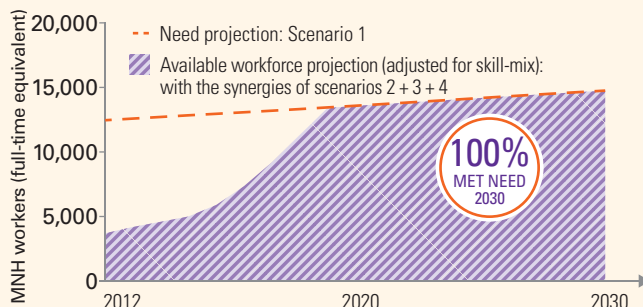 MNH workers (full-time equivalent)
20,000
15,000
10,000
5,000
0
Need projection: Scenario 1
Available workforce projection (adjusted for skill-mix):
with the synergies of scenarios 2 + 3 + 4
100%
MET NEED
2030
2012
2020
2030